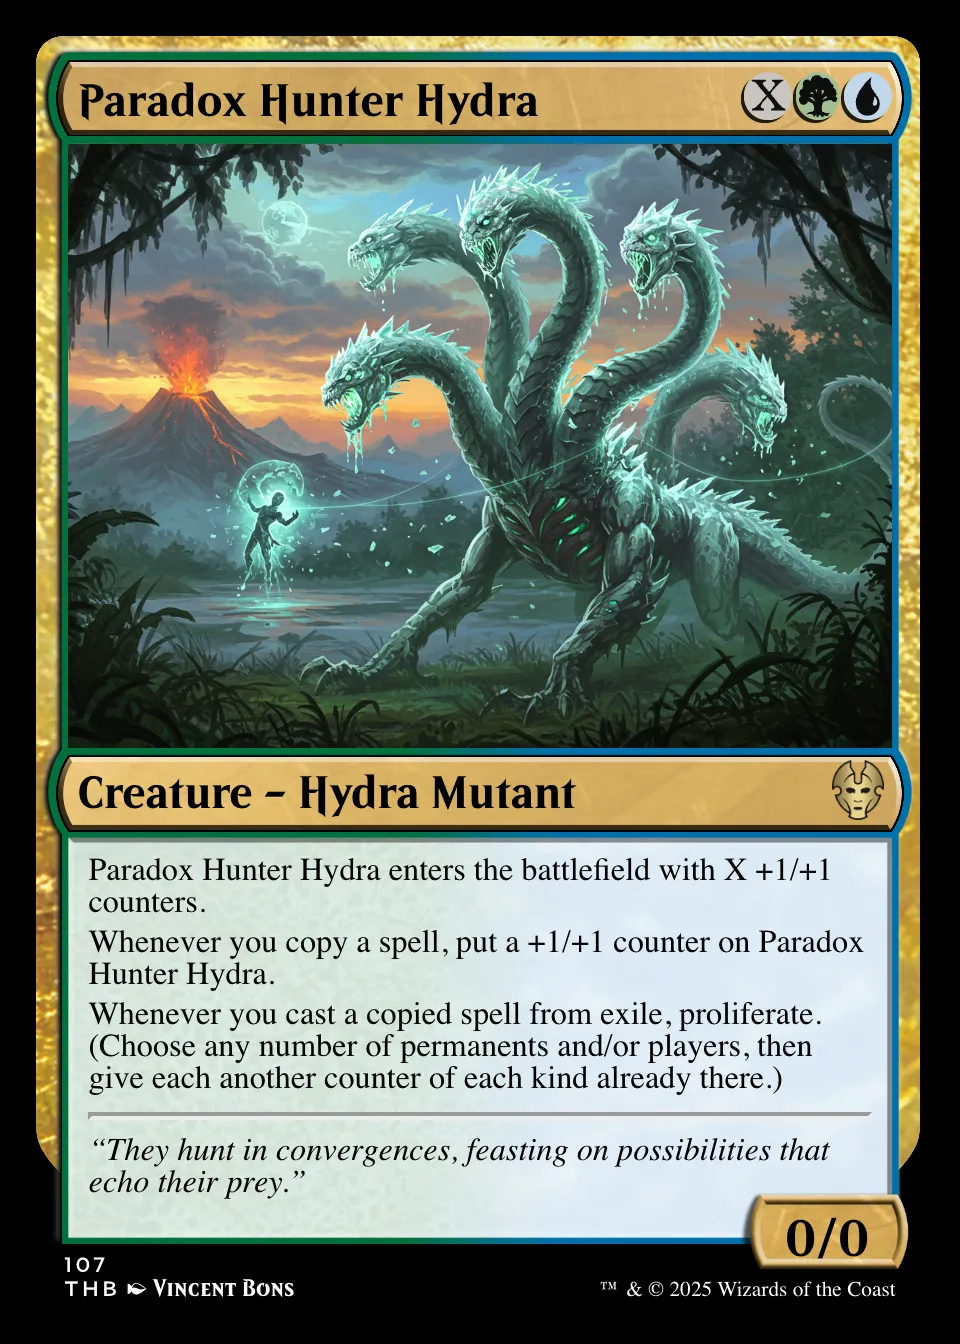 Paradox Hunter Hydra X
Creature – Hydra Mutant
Paradox Hunter Hydra enters the battlefield with X +1/+1
counters.
Whenever you copy a spell, put a +1/+1 counter on Paradox
Hunter Hydra.
Whenever you cast a copied spell from exile, proliferate.
(Choose any number of permanents and/or players, then
give each another counter of each kind already there.)
“They hunt in convergences, feasting on possibilities that
echo their prey.”
0/0
107
THB Vincent Bons
™ & © 2025 Wizards of the Coast